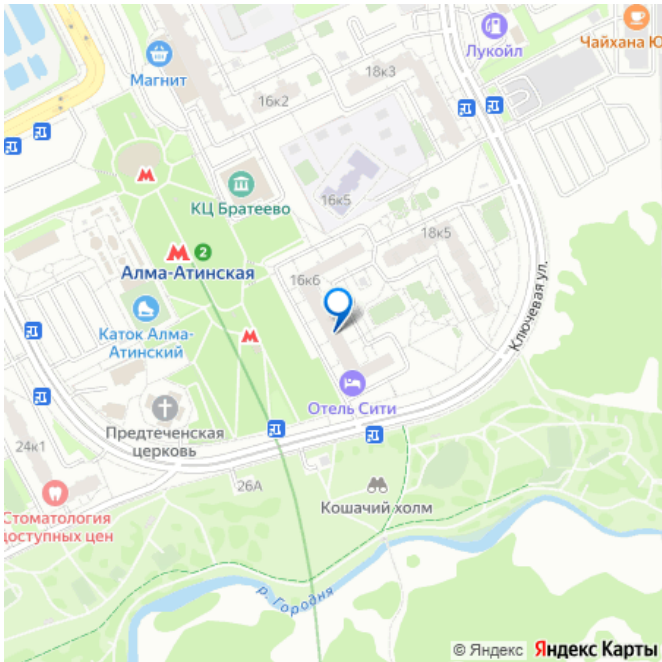 Лукойл
Чайхана Ю
Магнит
18к3
16к2
М
КЦ Братеево
16к5
18к5
М 2
Алма-Атинская
16к6
Ключевая ул.
Каток Алма-
Атинский
М
Отель Сити
Предтеченская
церковь
24к1
26А
Кошачий холм
Стоматология
доступных цен
р. Городня
© Яндекс Яндекс Карты